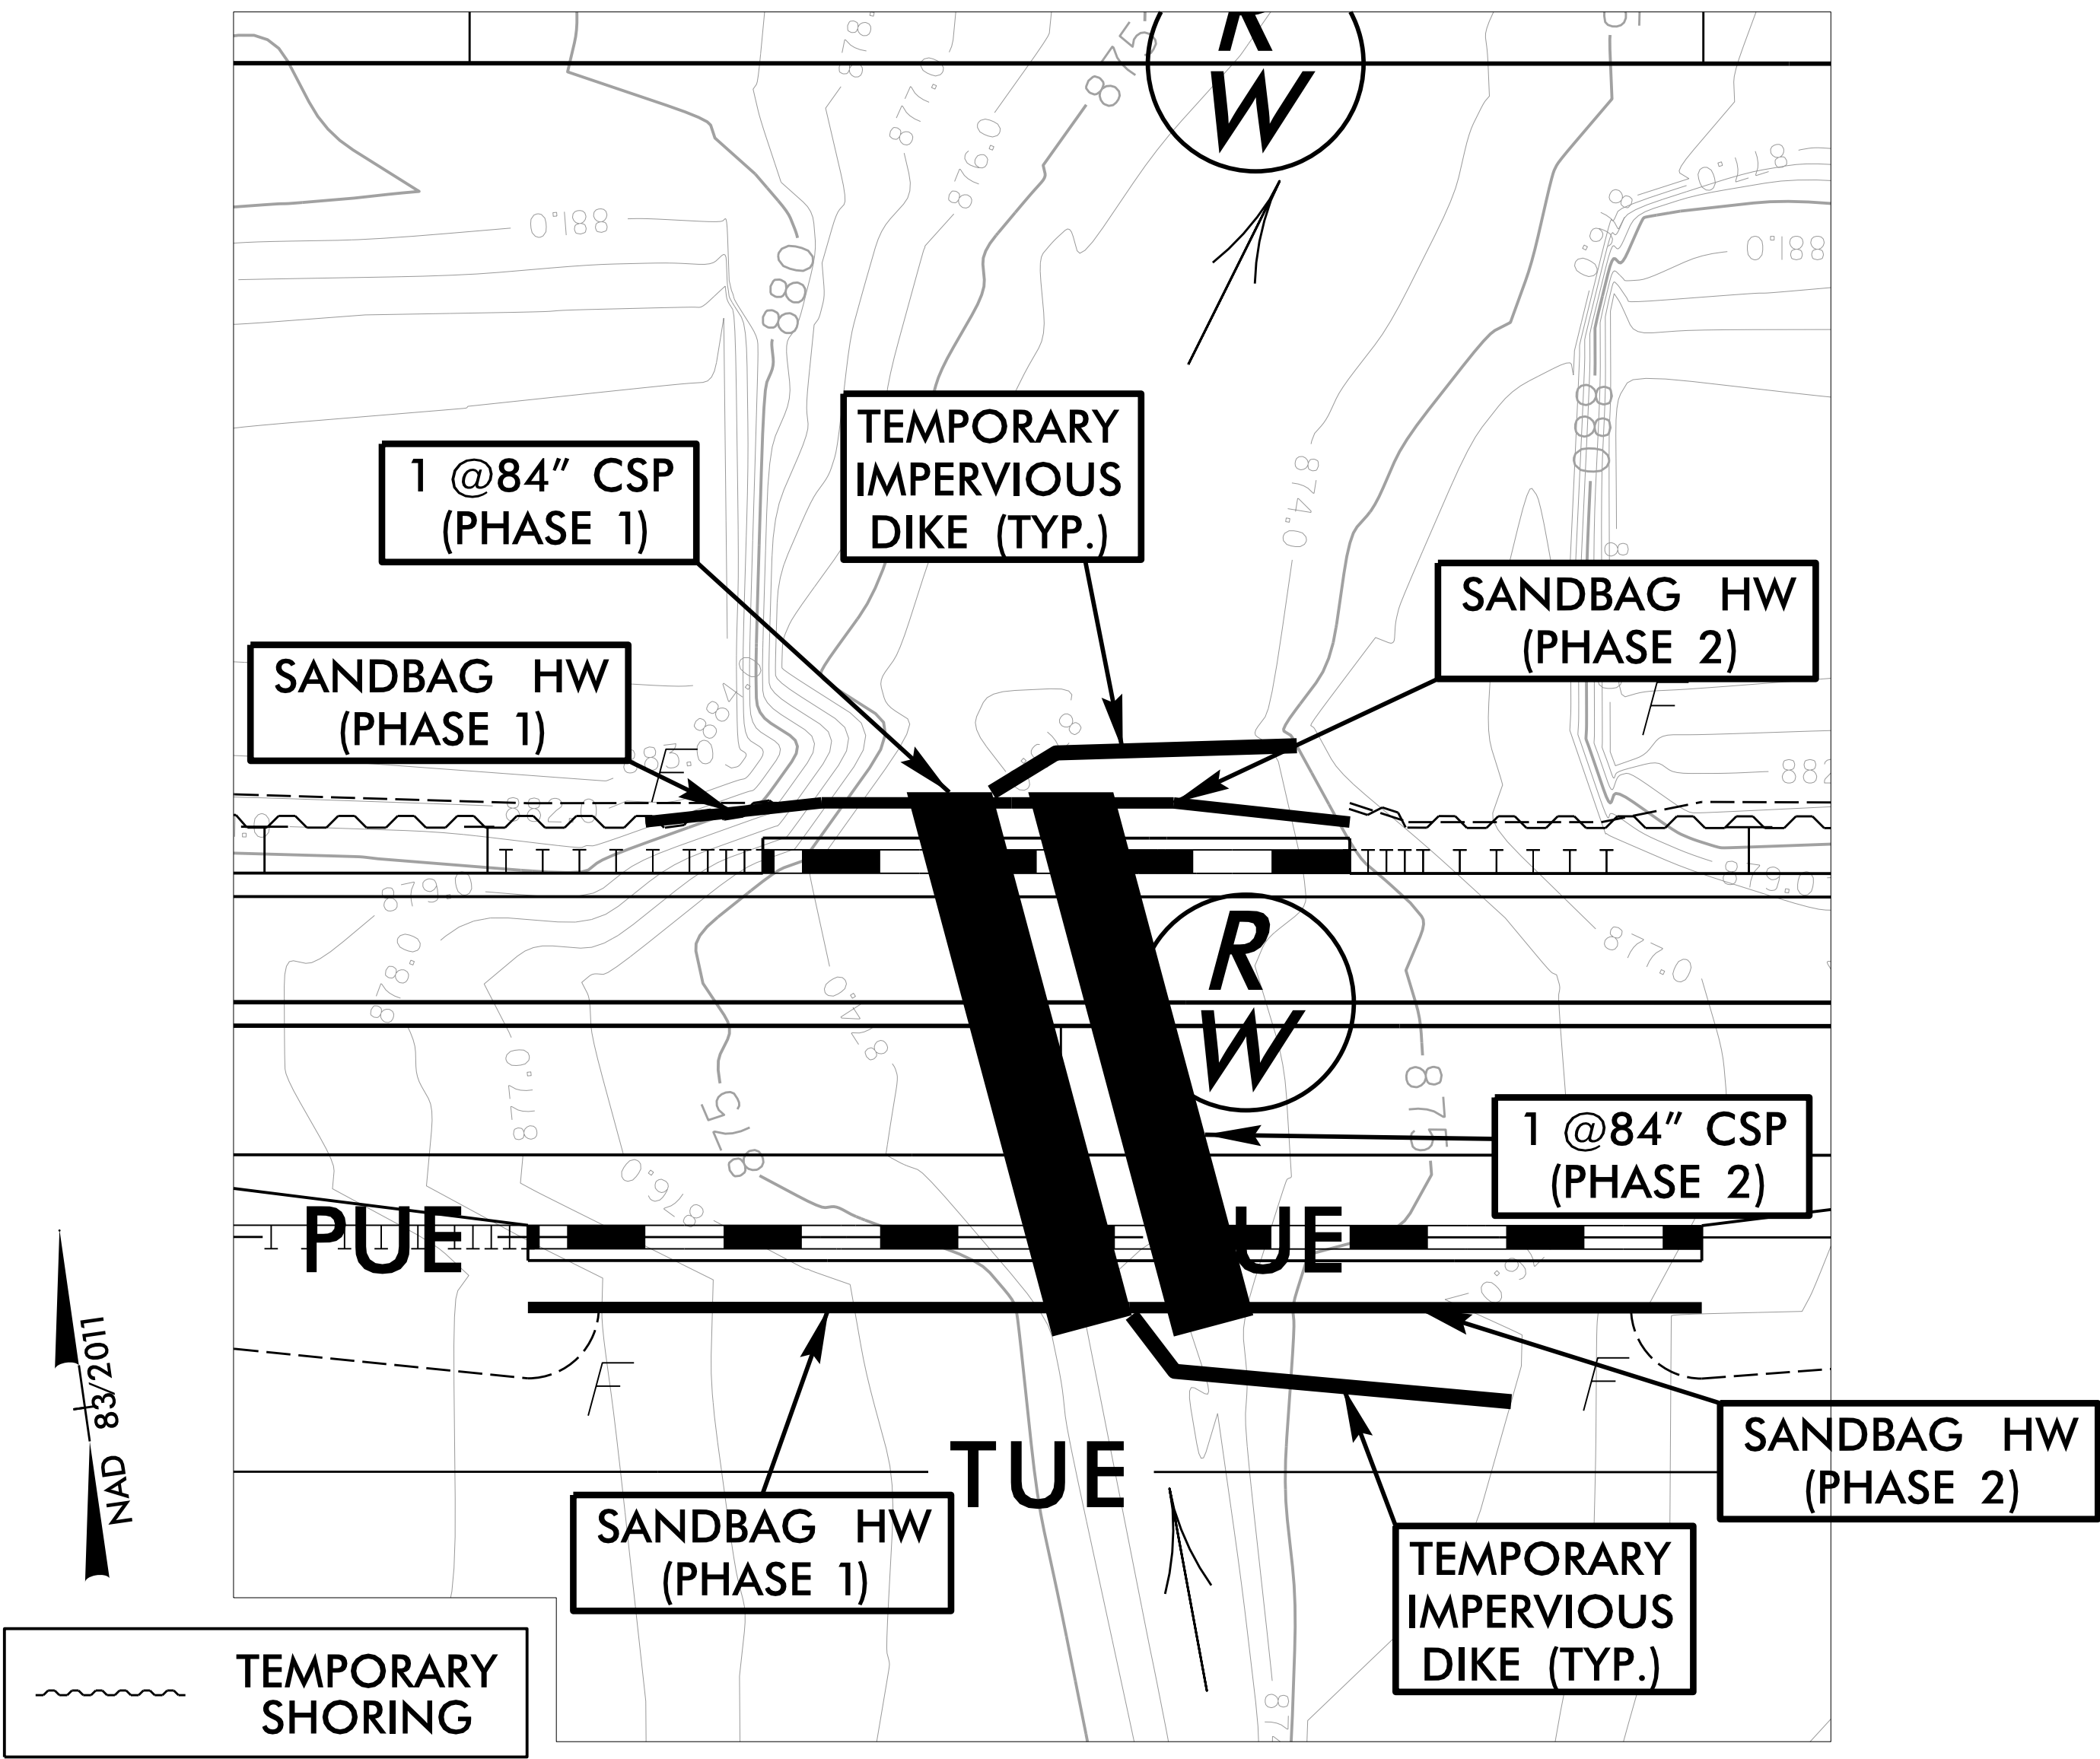 R
W
875
877.0
876.0
877.0
881.0
881.0
880
880
TEMPORARY
IMPERVIOUS
DIKE (TYP.)
1 @84" CSP
(PHASE 1)
874.0
SANDBAG HW
(PHASE 2)
SANDBAG HW
(PHASE 1)
882.0
879.0
879.0
R
W
878.0
878.0
874.0
877.0
875
875
1 @84" CSP
(PHASE 2)
876.0
PUE
UE
NAD 83/2011
SANDBAG HW
(PHASE 2)
TUE
SANDBAG HW
(PHASE 1)
TEMPORARY
IMPERVIOUS
DIKE (TYP.)
TEMPORARY
SHORING